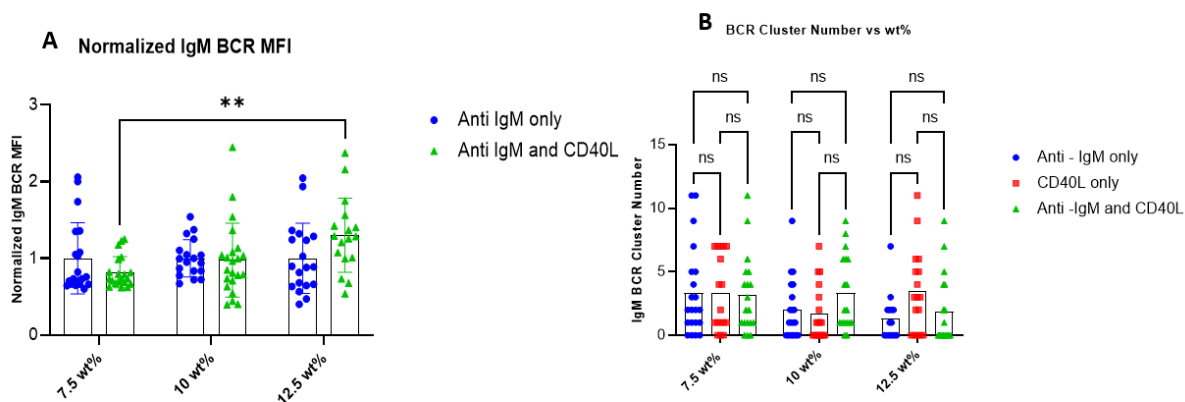 A
Normalized IgM BCR MFI
Normalized IgM BCR MFI
3
2
1
0
**
7.5 wt%
10 wt%
12.5 wt%
Anti IgM only
Anti IgM and CD40L
B
BCR Cluster Number vs wt%
IgM BCR Cluster Number
15
10
5
0
ns
ns
ns
ns
ns
ns
ns
ns
ns
7.5 wt%
10 wt%
12.5 wt%
Anti - IgM only
CD40L only
Anti -IgM and CD40L